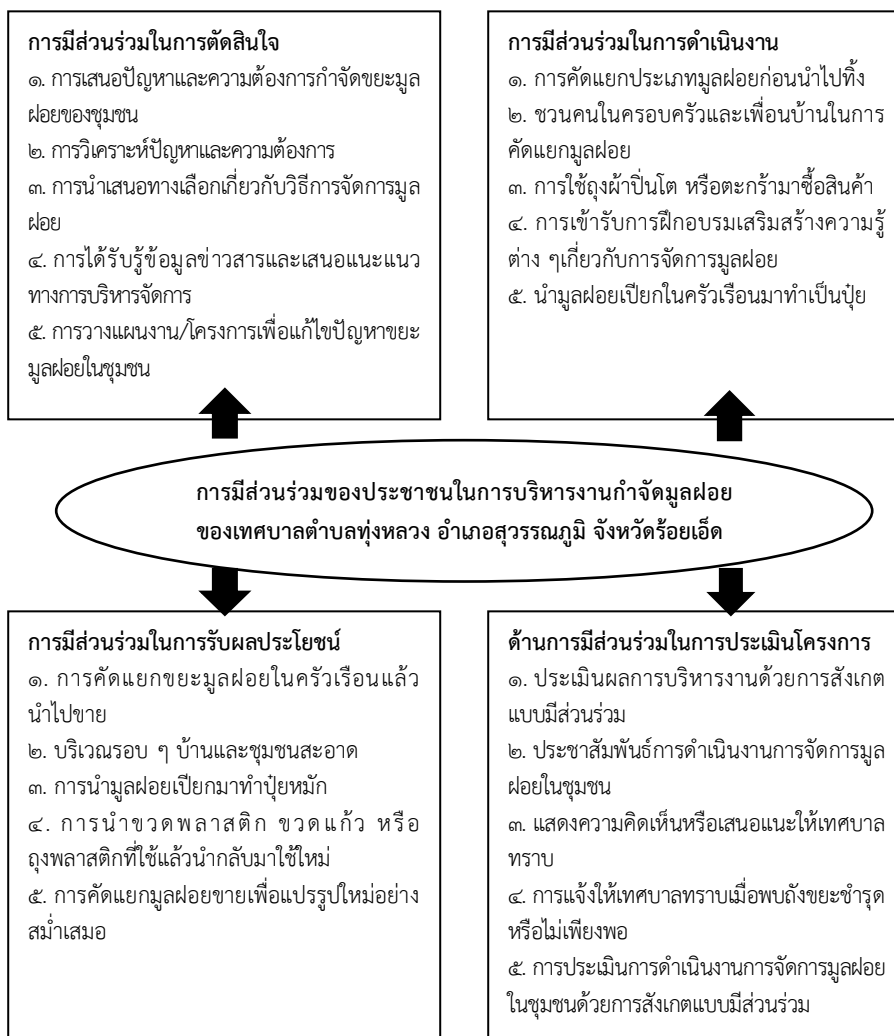 การมีส่วนร่วมในการตัดสินใจ
๑. การเสนอปัญหาและความต้องการกำจัดขยะมูล
ฝอยของชุมชน
๒. การวิเคราะห์ปัญหาและความต้องการ
๓. การนำเสนอทางเลือกเกี่ยวกับวิธีการจัดการมูล
ฝอย
๔. การได้รับรู้ข้อมูลข่าวสารและเสนอแนะแนว
ทางการบริหารจัดการ
๕. การวางแผนงาน/โครงการเพื่อแก้ไขปัญหาขยะ
มูลฝอยในชุมชน
การมีส่วนร่วมในการดำเนินงาน
๑. การคัดแยกประเภทมูลฝอยก่อนนำไปทิ้ง
๒. ชวนคนในครอบครัวและเพื่อนบ้านในการ
คัดแยกมูลฝอย
๓. การใช้ถุงผ้าปิ่นโต หรือตะกร้ามาซื้อสินค้า
๔. การเข้ารับการฝึกอบรมเสริมสร้างความรู้
ต่าง ๆเกี่ยวกับการจัดการมูลฝอย
๕. นำมูลฝอยเปียกในครัวเรือนมาทำเป็นปุ๋ย
การมีส่วนร่วมของประชาชนในการบริหารงานกำจัดมูลฝอย
ของเทศบาลตำบลทุ่งหลวง อำเภอสุวรรณภูมิ จังหวัดร้อยเอ็ด
การมีส่วนร่วมในการรับผลประโยชน์
๑. การคัดแยกขยะมูลฝอยในครัวเรือนแล้ว
นำไปขาย
๒. บริเวณรอบ ๆ บ้านและชุมชนสะอาด
๓. การนำมูลฝอยเปียกมาทำปุ๋ยหมัก
๔. การนำขวดพลาสติก ขวดแก้ว หรือ
ถุงพลาสติกที่ใช้แล้วนำกลับมาใช้ใหม่
๕. การคัดแยกมูลฝอยขายเพื่อแปรรูปใหม่อย่าง
สม่ำเสมอ
ด้านการมีส่วนร่วมในการประเมินโครงการ
๑. ประเมินผลการบริหารงานด้วยการสังเกต
แบบมีส่วนร่วม
๒. ประชาสัมพันธ์การดำเนินงานการจัดการมูล
ฝอยในชุมชน
๓. แสดงความคิดเห็นหรือเสนอแนะให้เทศบาล
ทราบ
๔. การแจ้งให้เทศบาลทราบเมื่อพบถังขยะชำรุด
หรือไม่เพียงพอ
๕. การประเมินการดำเนินงานการจัดการมูลฝอย
ในชุมชนด้วยการสังเกตแบบมีส่วนร่วม